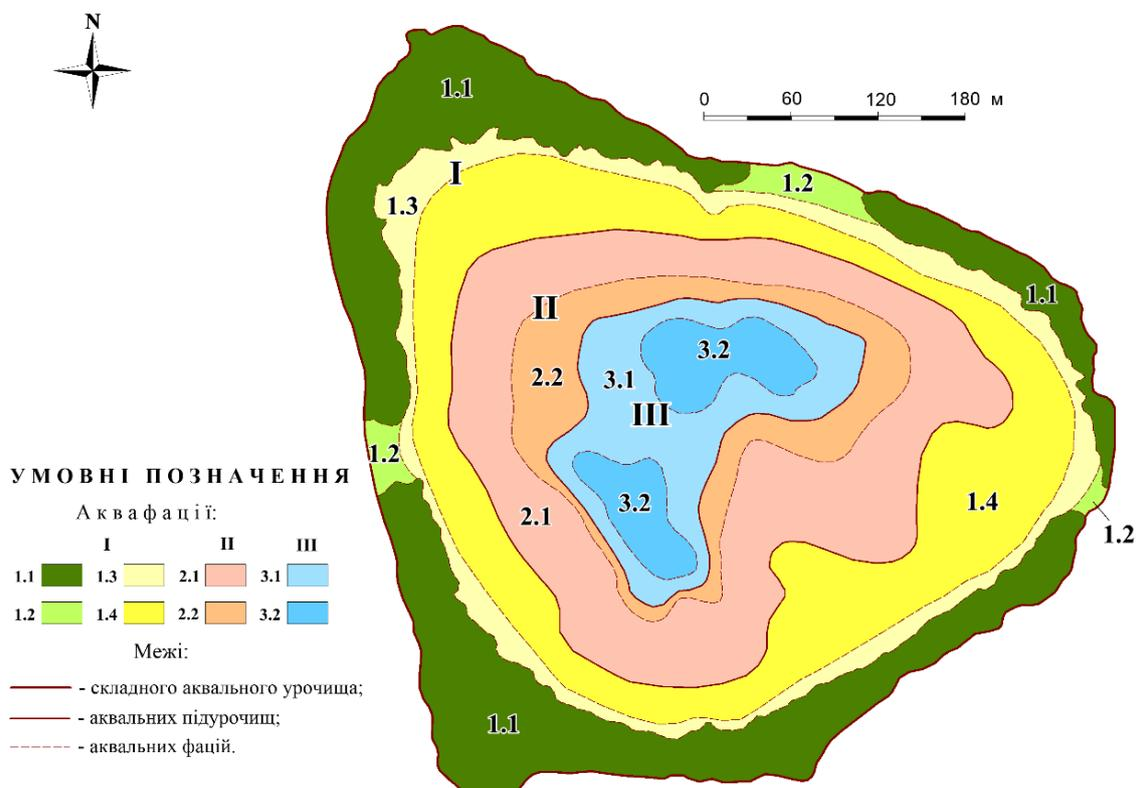 N
0 60 120 180 м
1.1
I
1.2
1.3
1.1
II
3.2
2.2
3.1
III
1.2
3.2
2.1
1.4
1.2
1.1
УМОВНІ ПОЗНАЧЕННЯ
Аквафації:
I II III
1.1 1.3 2.1 3.1
1.2 1.4 2.2 3.2
Межі:
- складного аквального урочища;
- аквальних підурочищ;
- аквальних фацій.